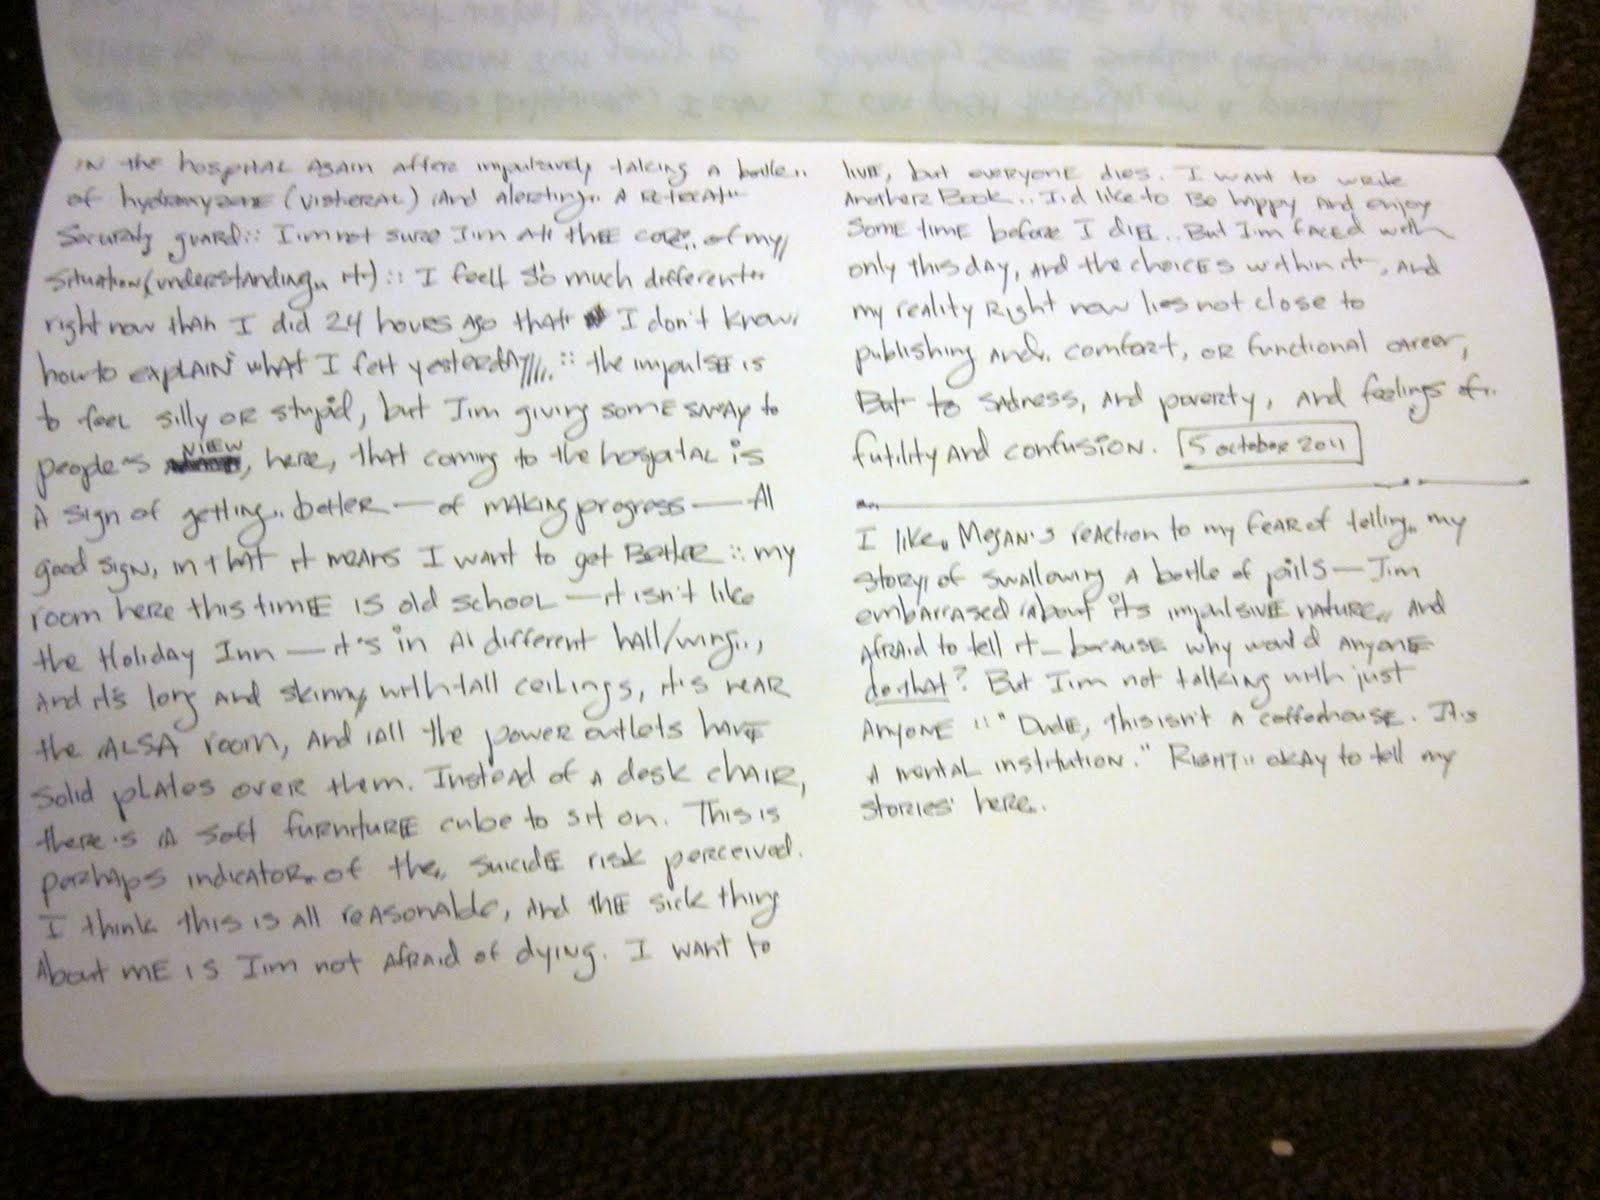 in the hospital again after impulsively taking a bottle..
of hydroxyzine (visteral) and alerting.. a
security guard:: I'm not sure I'm at the core.. of my
situation (understanding.. it) :: I feel so much different
right now than I did 24 hours ago that I don't know
how to explain what I felt yesterday :: the impulse is
to feel silly or stupid, but I'm giving some sway to
people's view, here, that coming to the hospital is
a sign of getting.. better — of making progress — A
good sign, in that it means I want to get better :: my
room here this time is old school — it isn't like
the Holiday Inn — it's in a different hall/wing..,
and it's long and skinny with tall ceilings, it's near
the ALSA room, and all the power outlets have
solid plates over them. Instead of a desk chair,
there's a soft furniture cube to sit on. This is
perhaps indicator of the suicide risk perceived.
I think this is all reasonable, and the sick thing
about me is I'm not afraid of dying. I want to
live, but everyone dies. I want to write
another book.. I'd like to be happy and enjoy
some time before I die.. But I'm faced with
only this day, and the choices within it, and
my reality right now lies not close to
publishing and comfort, or functional career,
But to sadness, and poverty, and feelings of
futility and confusion. 5 october 2011
I like Megan's reaction to my fear of telling my
story of swallowing a bottle of pills — I'm
embarrased about its impulsive nature, and
afraid to tell it — because why would anyone
do that? But I'm not talking with just
anyone :: "Dude, this isn't a coffeehouse. It's
a mental institution." Right:: okay to tell my
stories here.